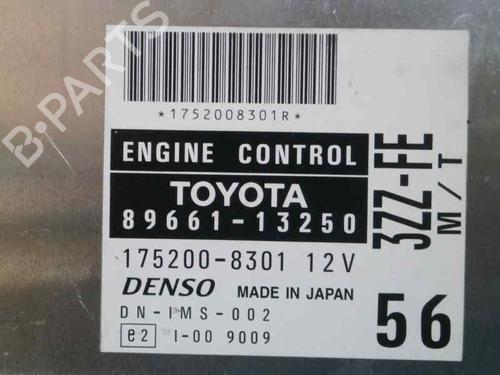 B-PARTS
*1752008301R*
ENGINE CONTROL
TOYOTA
89661-13250
3ZZ-FE
M/T
175200-8301 12V
DENSO MADE IN JAPAN
DN-IMS-002
e2 I-00 9009
56